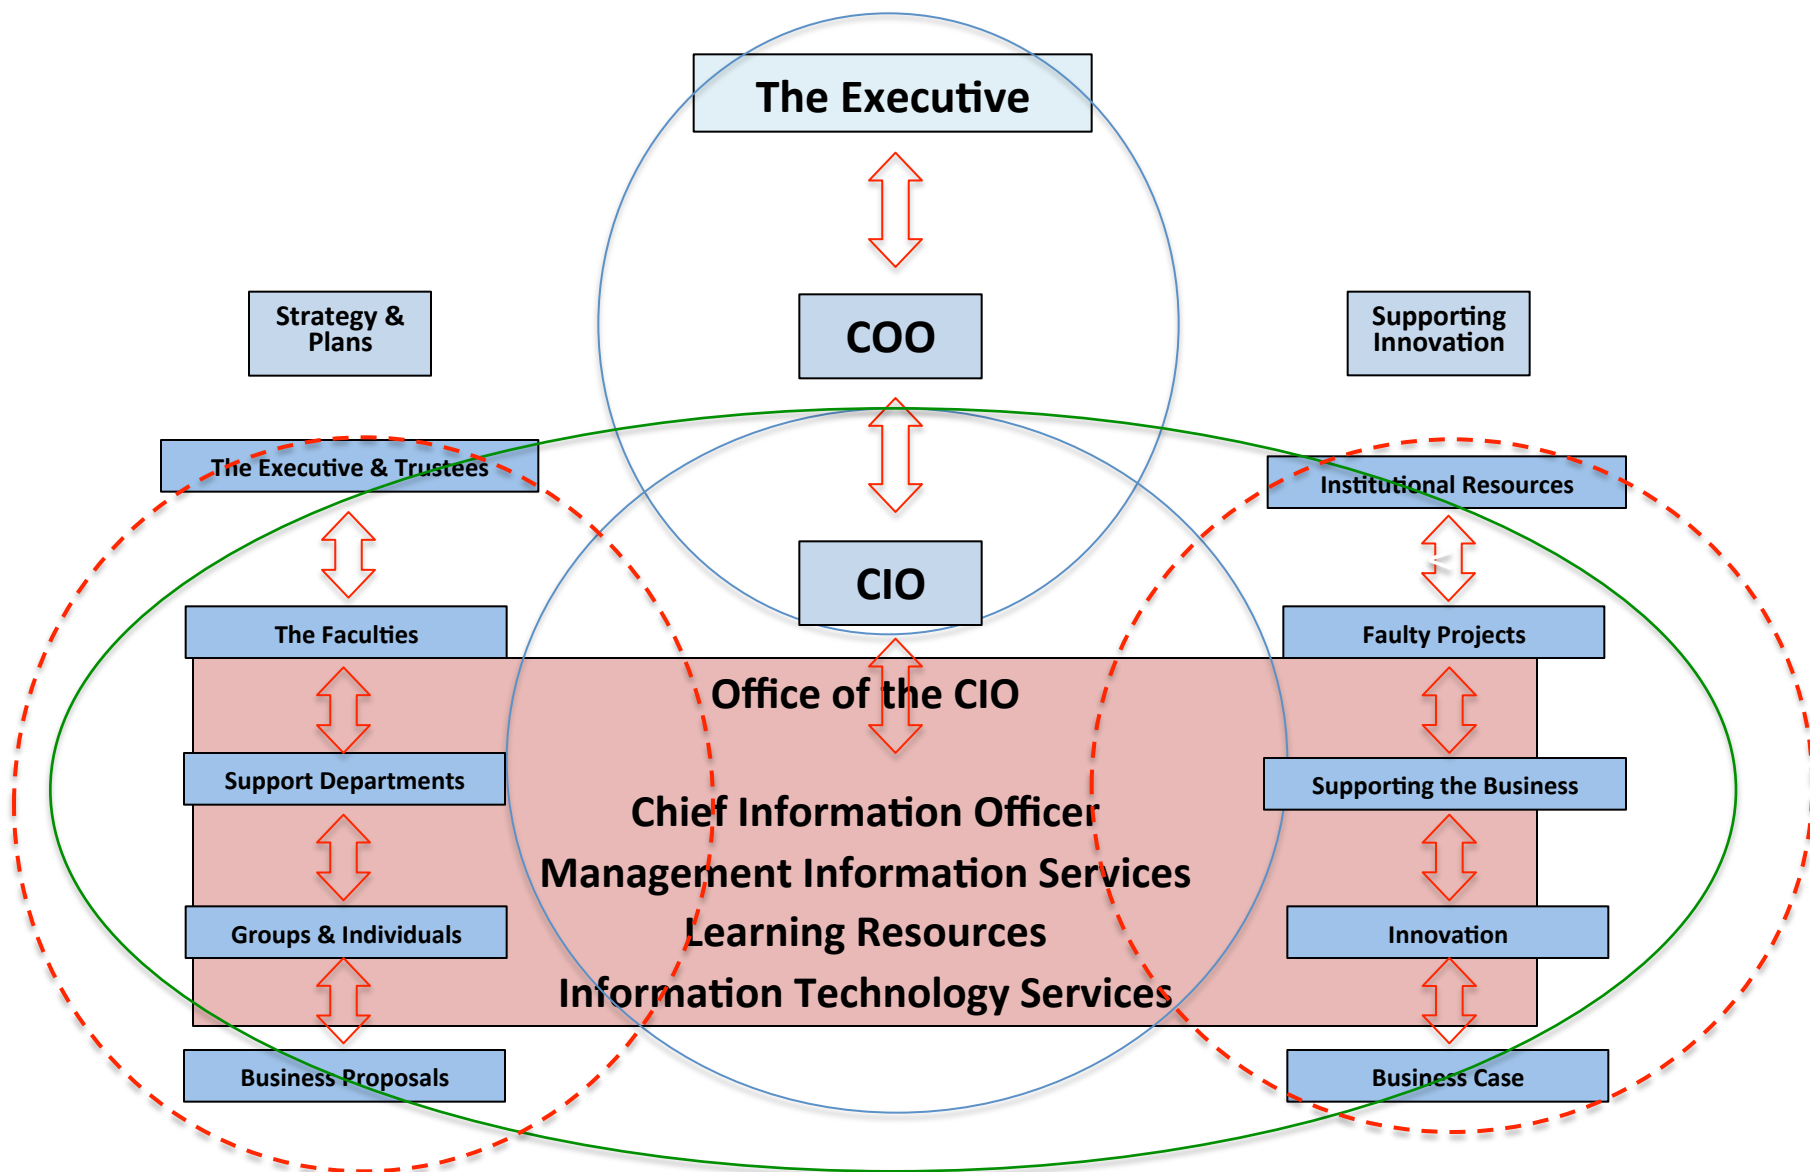 The Executive
Strategy &
Plans
COO
Supporting
Innovation
The Executive & Trustees
Institutional Resources
CIO
The Faculties
Faulty Projects
Office of the CIO
Support Departments
Supporting the Business
Chief Information Officer
Management Information Services
Groups & Individuals
Learning Resources
Innovation
Information Technology Services
Business Proposals
Business Case